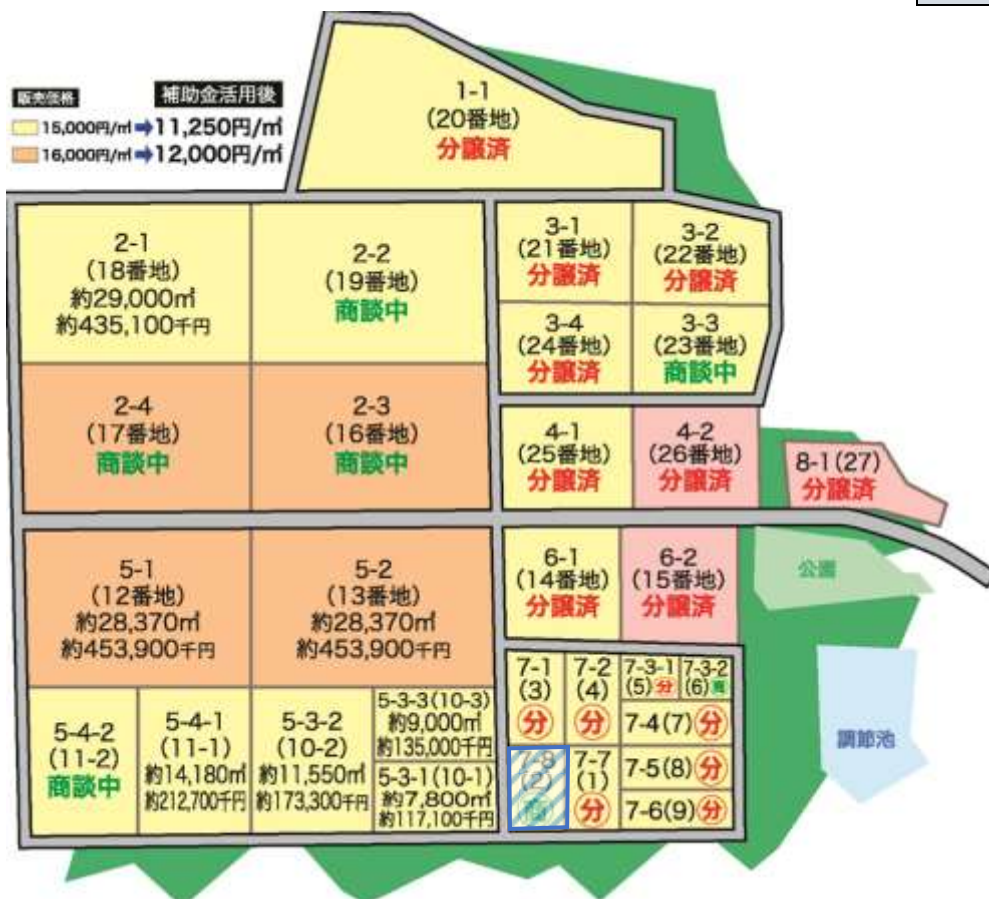 販売価格
補助金活用後
15,000円/㎡➡11,250円/㎡
16,000円/㎡➡12,000円/㎡
1-1
(20番地)
分譲済
2-1
(18番地)
約29,000㎡
約435,100千円
2-2
(19番地)
商談中
3-1
(21番地)
分譲済
3-2
(22番地)
分譲済
3-4
(24番地)
分譲済
3-3
(23番地)
商談中
2-4
(17番地)
商談中
2-3
(16番地)
商談中
4-1
(25番地)
分譲済
4-2
(26番地)
分譲済
8-1(27)
分譲済
5-1
(12番地)
約28,370㎡
約453,900千円
5-2
(13番地)
約28,370㎡
約453,900千円
6-1
(14番地)
分譲済
6-2
(15番地)
分譲済
公園
5-4-2
(11-2)
商談中
5-4-1
(11-1)
約14,180㎡
約212,700千円
5-3-2
(10-2)
約11,550㎡
約173,300千円
5-3-3(10-3)
約9,000㎡
約135,000千円
5-3-1(10-1)
約7,800㎡
約117,100千円
7-1
(3)
分
7-2
(4)
分
7-3-1
(5)分
7-3-2
(6)商
7-4(7)分
7-8
(2)
商
7-7
(1)
分
7-5(8)分
7-6(9)分
調節池